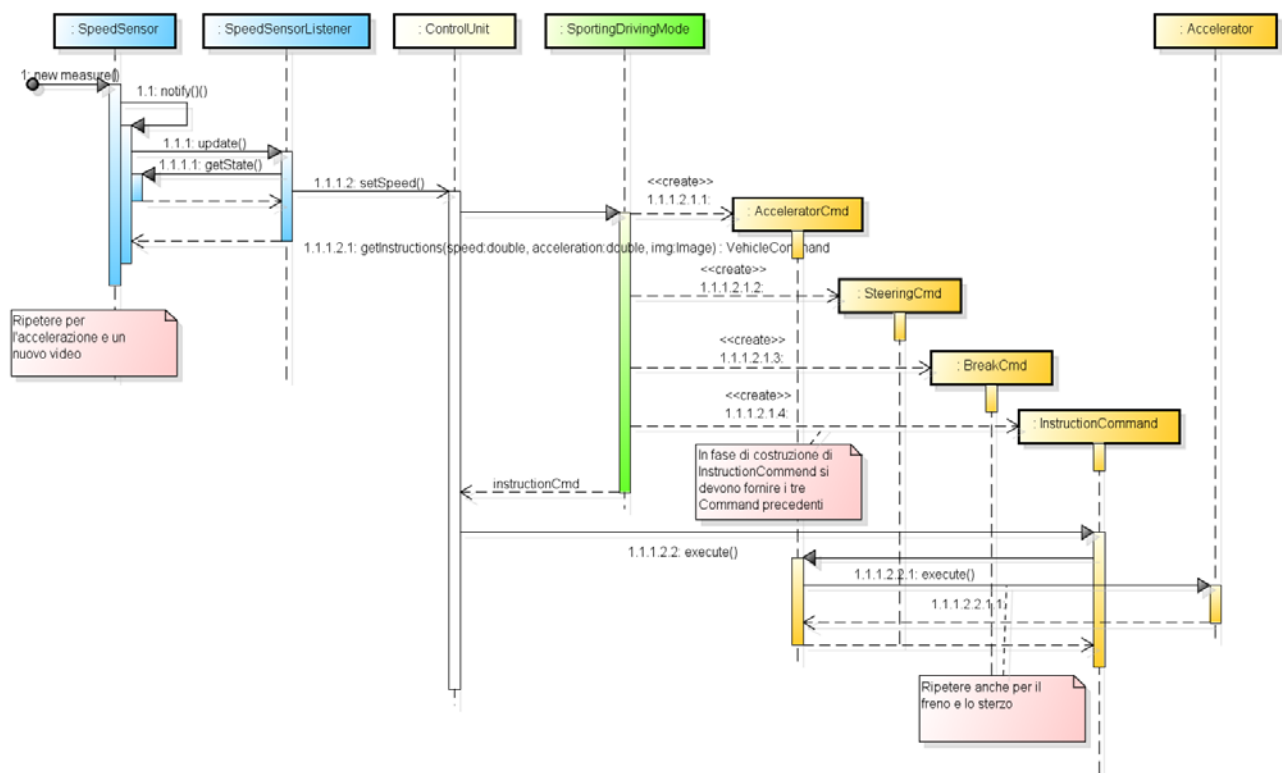 : SpeedSensor
: SpeedSensorListener
: ControlUnit
: SportingDrivingMode
: Accelerator
1: new measure()
1.1: notify()()
1.1.1: update()
1.1.1.1: getState()
1.1.1.2: setSpeed()
<<create>>
1.1.1.2.1.1:
: AcceleratorCmd
1.1.1.2.1: getInstructions(speed:double, acceleration:double, img:Image) : VehicleCommand
<<create>>
1.1.1.2.1.2:
: SteeringCmd
Ripetere per
l'accelerazione e un
nuovo video
<<create>>
1.1.1.2.1.3:
: BreakCmd
<<create>>
1.1.1.2.1.4:
: InstructionCommand
In fase di costruzione di
InstructionCommend si
devono fornire i tre
Command precedenti
instructionCmd
1.1.1.2.2: execute()
1.1.1.2.2.1: execute()
1.1.1.2.2.1.1:
Ripetere anche per il
freno e lo sterzo